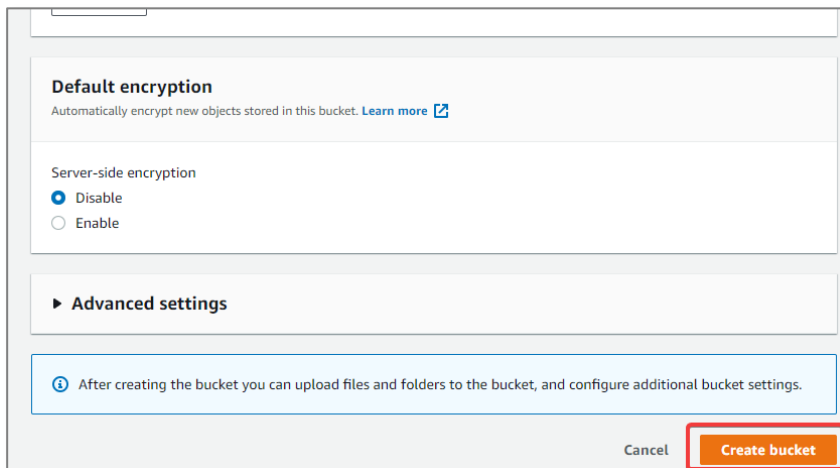 Default encryption
Automatically encrypt new objects stored in this bucket. Learn more
Server-side encryption
Disable
Enable
Advanced settings
After creating the bucket you can upload files and folders to the bucket, and configure additional bucket settings.
Cancel Create bucket